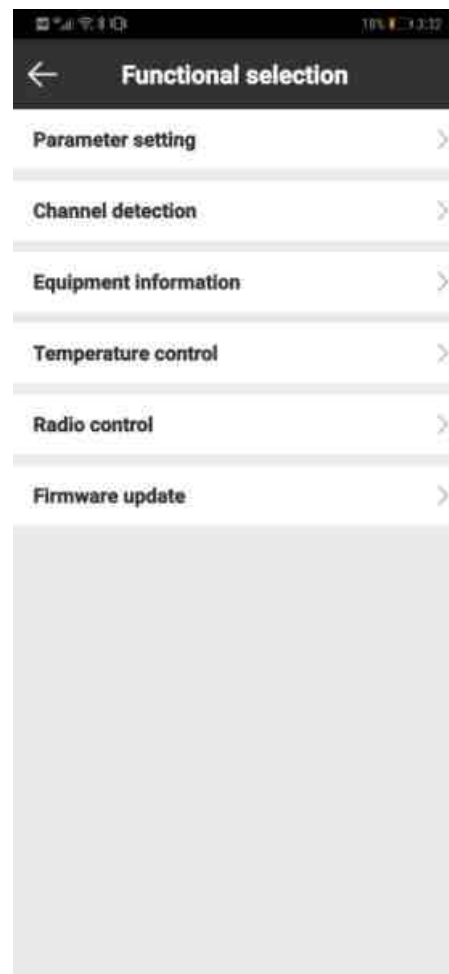 Functional selection
Parameter setting
Channel detection
Equipment information
Temperature control
Radio control
Firmware update